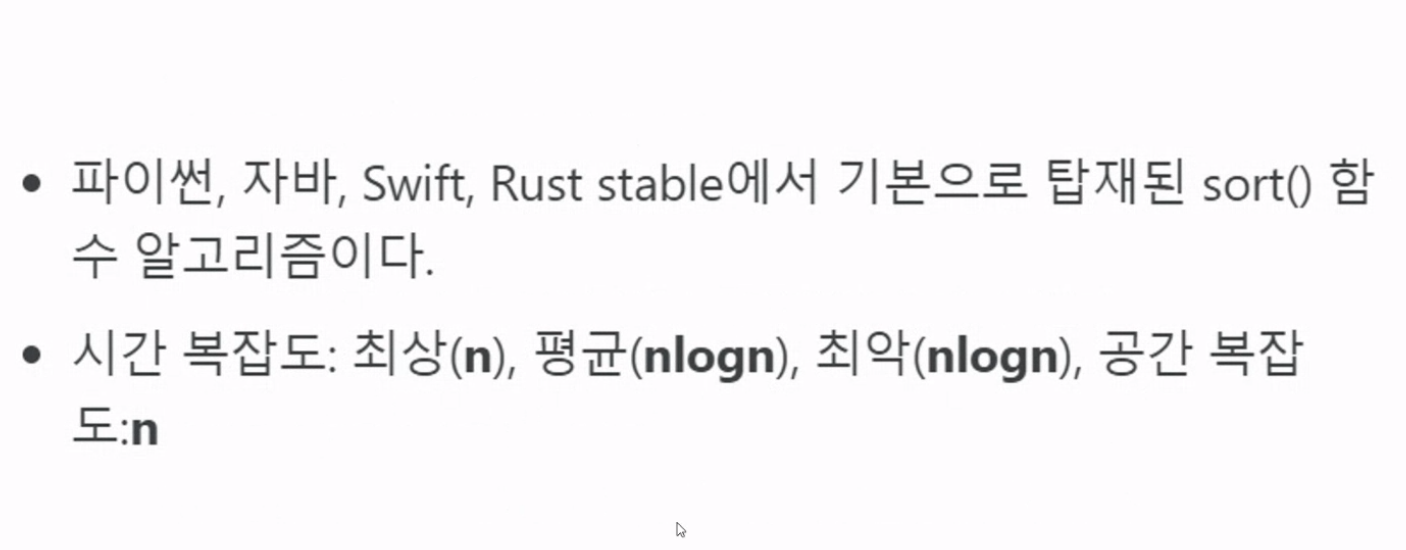 • 파이썬, 자바, Swift, Rust stable에서 기본으로 탑재된 sort() 함
수 알고리즘이다.
• 시간 복잡도: 최상(n), 평균(nlogn), 최악(nlogn), 공간 복잡
도:n